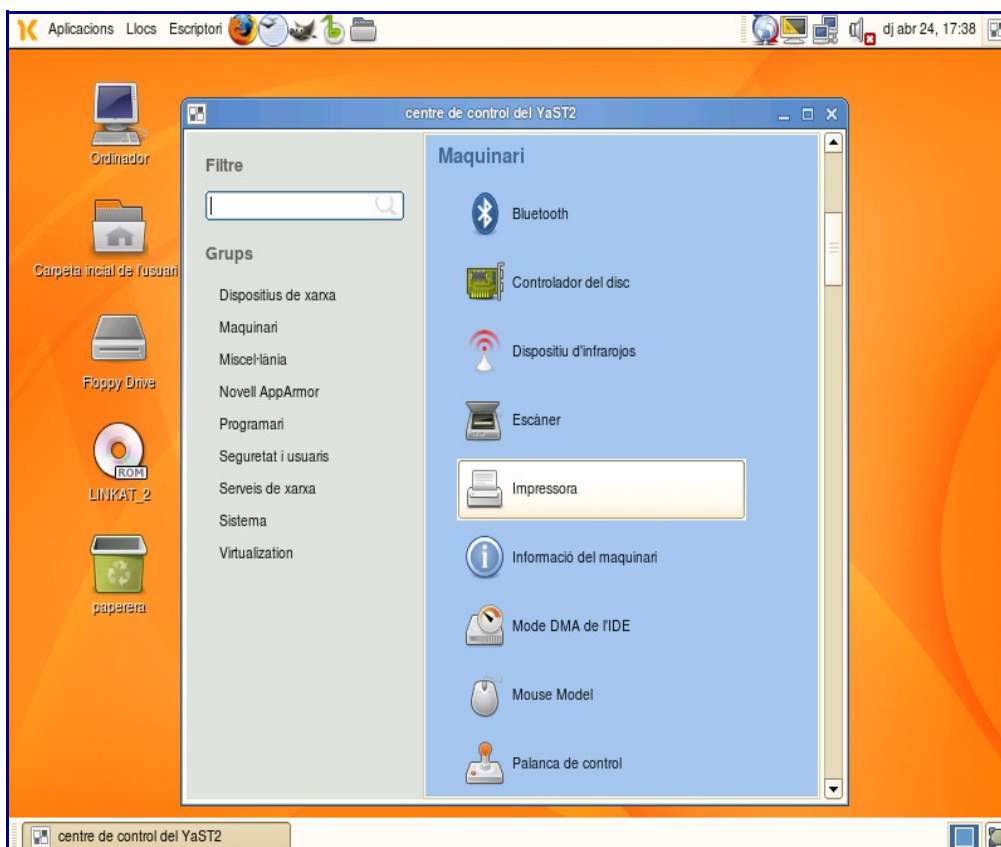 Aplicacions Llocs Escriptori
dj abr 24, 17:38
Ordinador
Carpeta incial de l'usuari
Floppy Drive
ROM
LINKAT_2
paperera
centre de control del YaST2
Filtre
Grups
Dispositius de xarxa
Maquinari
Miscel·lània
Novell AppArmor
Programari
Seguretat i usuaris
Serveis de xarxa
Sistema
Virtualization
Maquinari
Bluetooth
Controlador del disc
Dispositiu d'infrarojos
Escàner
Impressora
Informació del maquinari
Mode DMA de l'IDE
Mouse Model
Palanca de control
centre de control del YaST2